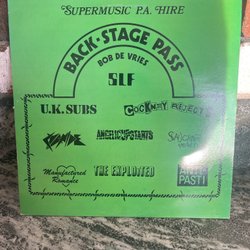 SUPERMUSIC P.A. HIRE
BACK·STAGE PASS
BOB DE VRIES
SLF
U.K. SUBS
COCKNEY REJECTS
ANGELIC UPSTARTS
Manufactured
Romance
THE EXPLOITED
ANTI
PASTI